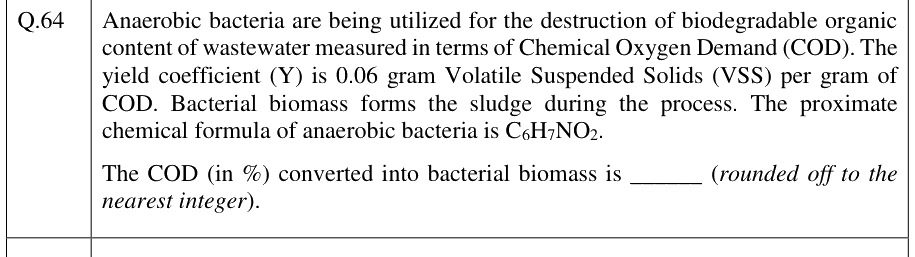 Q.64 Anaerobic bacteria are being utilized for the destruction of biodegradable organic
content of wastewater measured in terms of Chemical Oxygen Demand (COD). The
yield coefficient (Y) is 0.06 gram Volatile Suspended Solids (VSS) per gram of
COD. Bacterial biomass forms the sludge during the process. The proximate
chemical formula of anaerobic bacteria is C₆H₇NO₂.
The COD (in %) converted into bacterial biomass is ______ (rounded off to the
nearest integer).